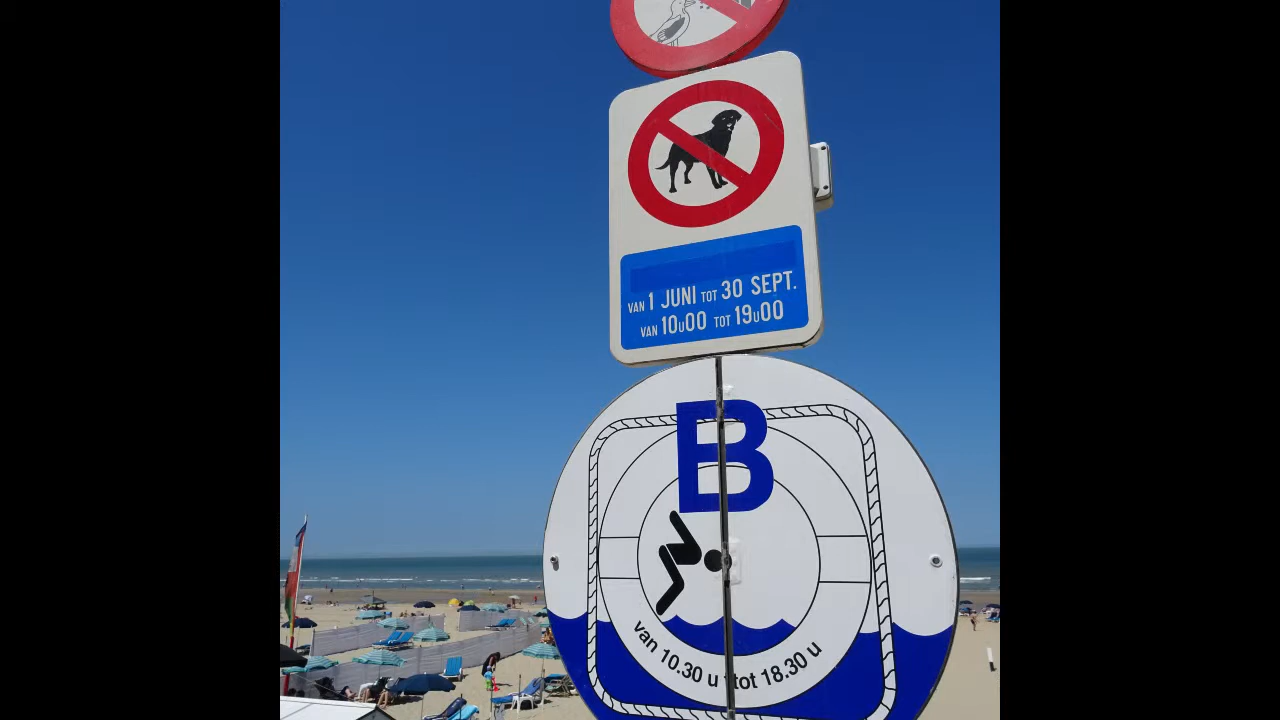 VAN 1 JUNI TOT 30 SEPT.
VAN 10u00 TOT 19u00
B
van 10.30 u tot 18.30 u